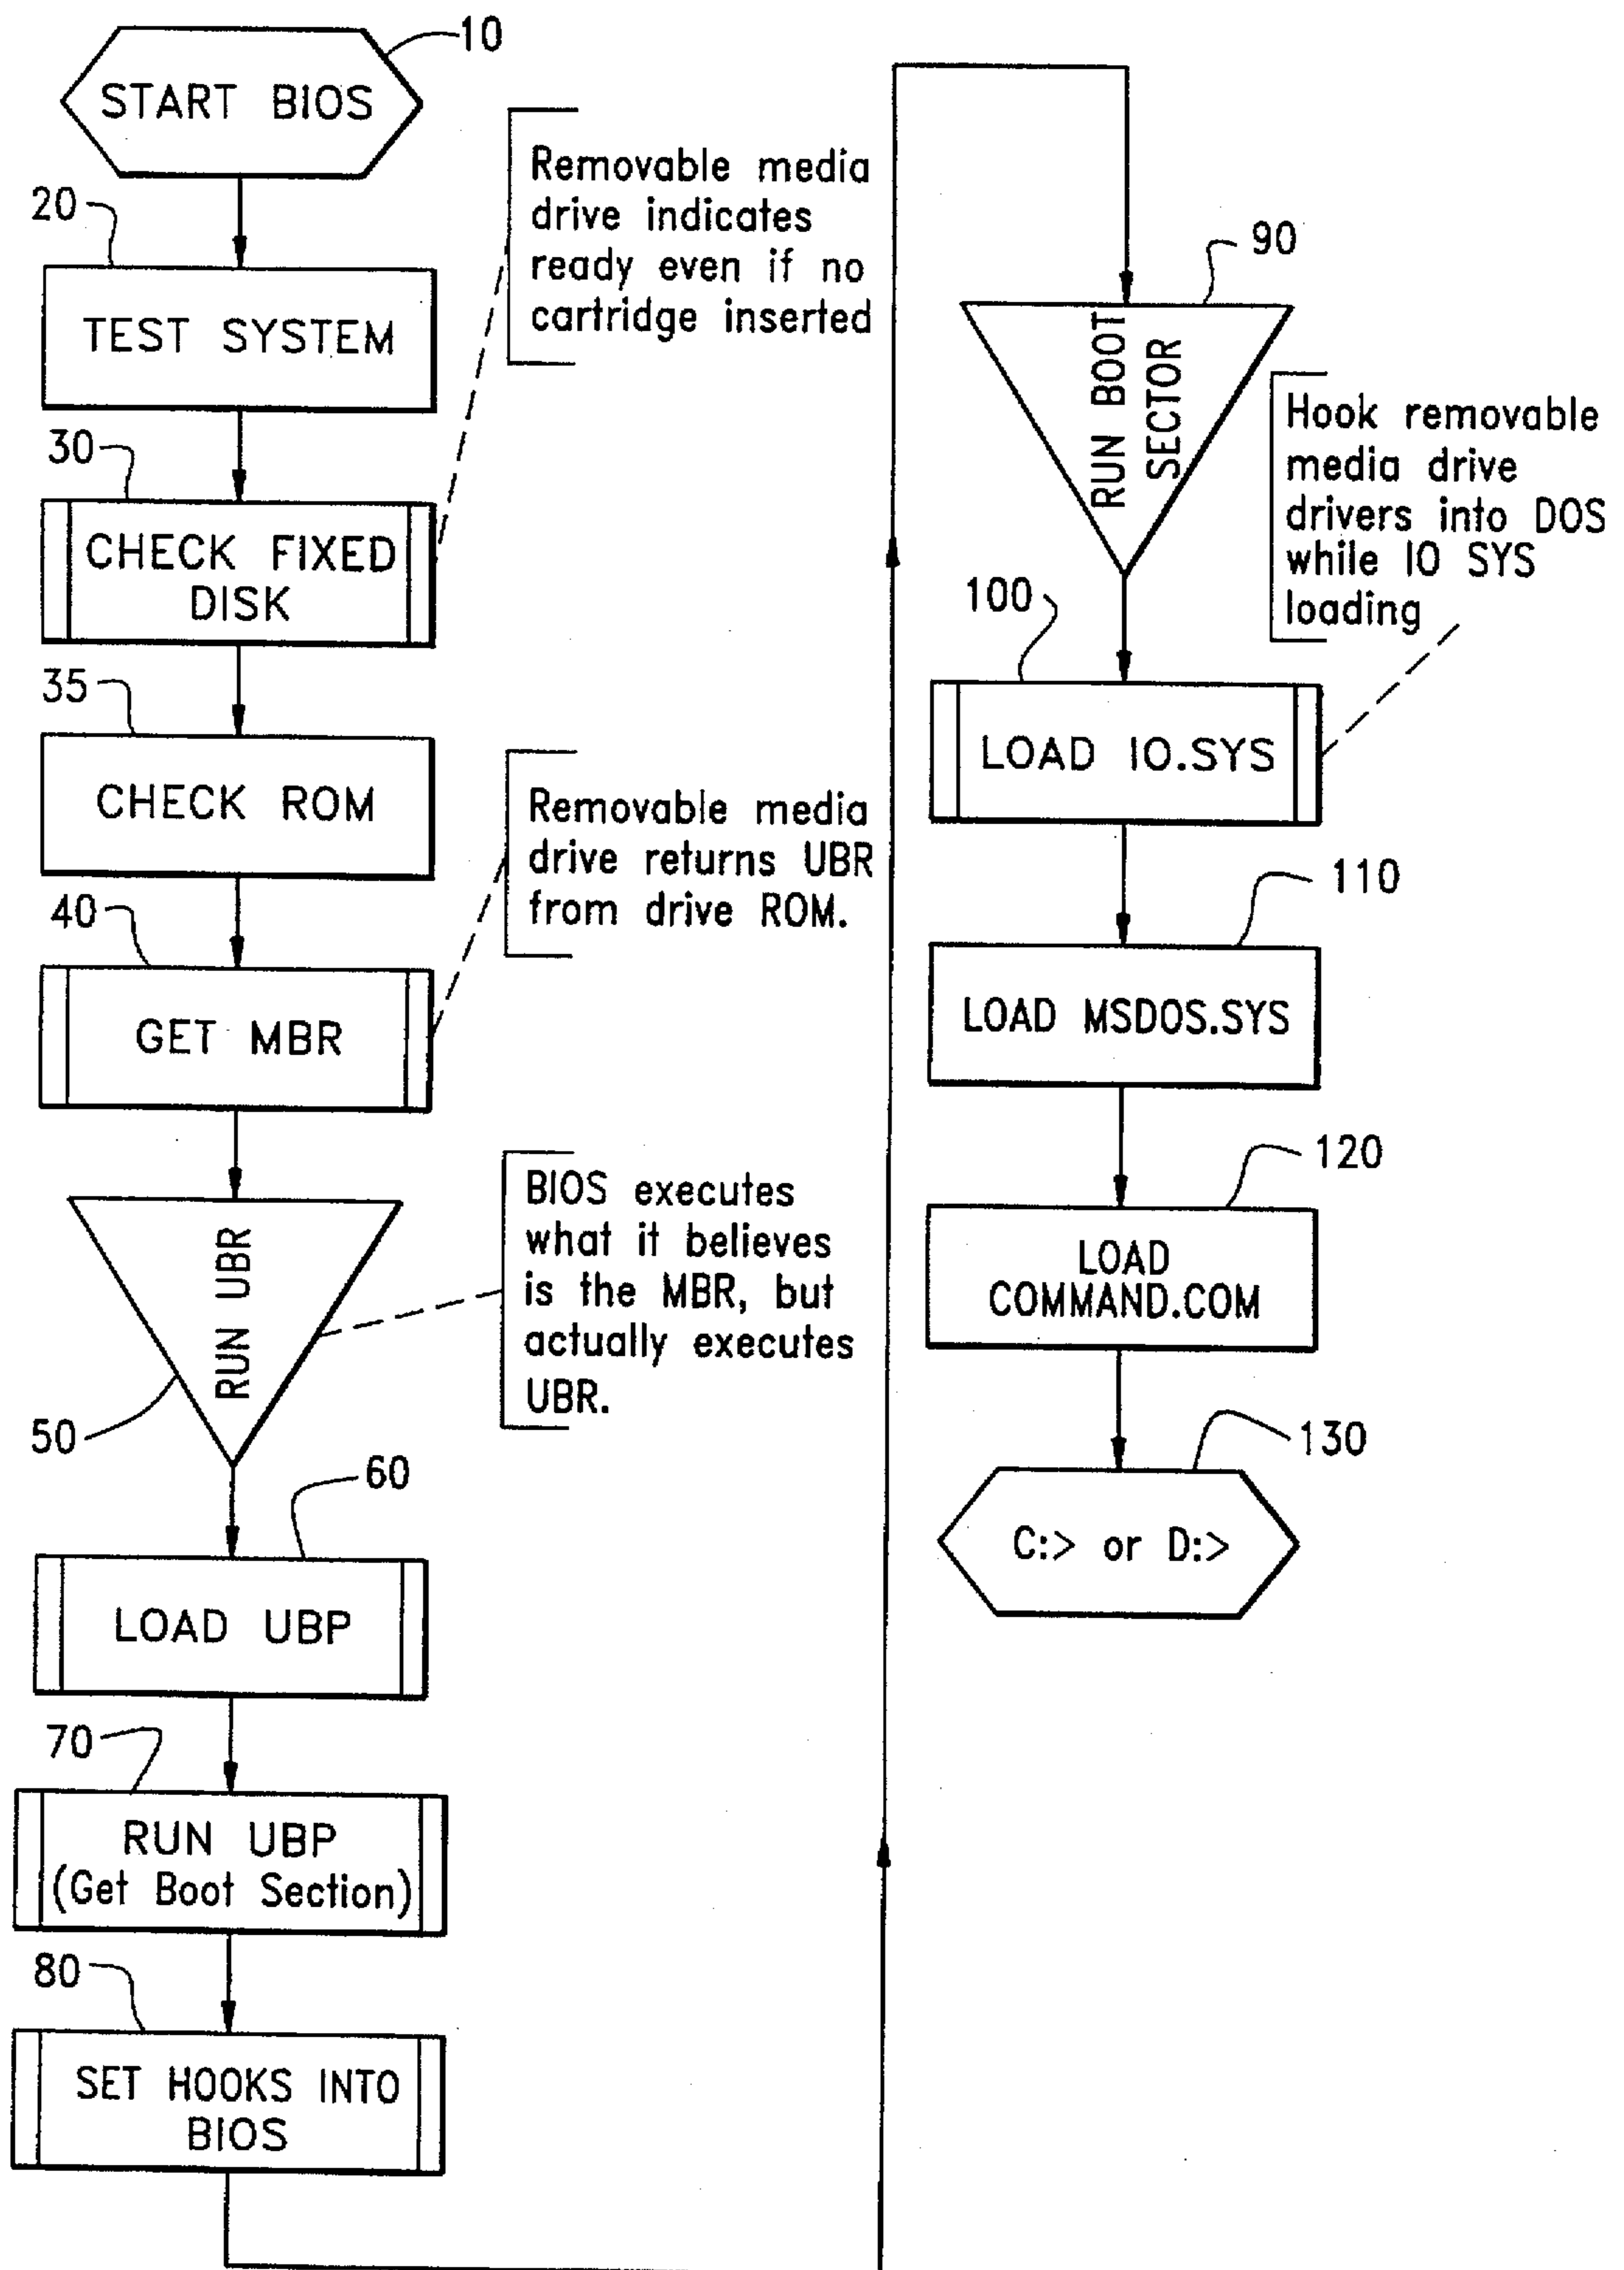 10
START BIOS
20
TEST SYSTEM
30
CHECK FIXED
DISK
Removable media
drive indicates
ready even if no
cartridge inserted
35
CHECK ROM
40
GET MBR
Removable media
drive returns UBR
from drive ROM.
RUN UBR
50
BIOS executes
what it believes
is the MBR, but
actually executes
UBR.
60
LOAD UBP
70
RUN UBP
(Get Boot Section)
80
SET HOOKS INTO
BIOS
90
RUN BOOT
SECTOR
Hook removable
media drive
drivers into DOS
while IO SYS
loading
100
LOAD IO.SYS
110
LOAD MSDOS.SYS
120
LOAD
COMMAND.COM
130
C:> or D:>